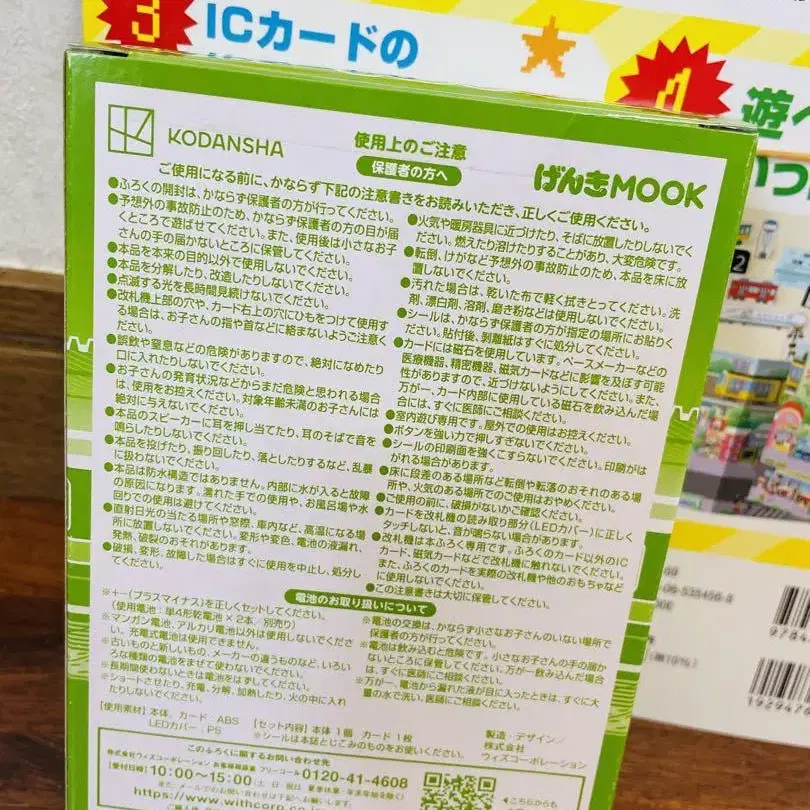 3
ICカードの
4
遊べ
いつ
2
KODANSHA
使用上のご注意
保護者の方へ
げんきMOOK
ご使用になる前に、かならず下記の注意書きをお読みいただき、正しくご使用ください。
●ふろくの開封は、かならず保護者の方が行ってください。
●予想外の事故防止のため、かならず保護者の方の目が届
くところで遊ばせてください。また、使用後は小さなお子
さんの手の届かないところに保管してください。
●本品を本来の目的以外で使用しないでください。
●本品を分解したり、改造したりしないでください。
●点滅する光を長時間見続けないでください。
●改札機上部の穴や、カード右上の穴にひもをつけて使用す
る場合は、お子さんの指や首などに絡まないようご注意く
ださい。
●誤飲や窒息などの危険がありますので、絶対になめたり
口に入れたりしないでください。
●お子さんの発育状況などからまだ危険と思われる場合
は、使用をお控えください。対象年齢未満のお子さんには
絶対に与えないでください。
●本品のスピーカーに耳を押し当てたり、耳のそばで音を
鳴らしたりしないでください。
●本品を投げたり、振り回したり、落としたりするなど、乱暴
に扱わないでください。
●本品は防水構造ではありません。内部に水が入ると故障
の原因になります。濡れた手での使用や、お風呂場や水
回りでの使用は避けてください。
●直射日光の当たる場所や窓際、車内など、高温になる場
所に放置しないでください。変形や変色、電池の液漏れ、
発熱、破裂のおそれがあります。
●破損、変形、故障した場合はすぐに使用を中止し、処分し
てください。
●火気や暖房器具に近づけたり、そばに放置したりしないでく
ださい。燃えたり溶けたりすることがあり、大変危険です。
●転倒、けがなど予想外の事故防止のため、本品を床に放
置しないでください。
●汚れた場合は、乾いた布で軽く拭きとってください。洗
剤、漂白剤、溶剤、磨き粉などは使用しないでください。
●シールは、かならず保護者の方が指定の場所にお貼りく
ださい。貼付後、剥離紙はすぐに処分してください。
●カードには磁石を使用しています。ペースメーカーなどの
医療機器、精密機器、磁気カードなどに影響を及ぼす可能
性がありますので、近づけないようにしてください。また、
万が一、カード内部に使用している磁石を飲み込んだ場
合には、すぐに医師にご相談ください。
●室内遊び専用です。屋外での使用はお控えください。
●ボタンを強い力で押しすぎないでください。
●シールの印刷面を強くこすらないでください。印刷がは
がれる場合があります。
●床に段差のある場所など転倒や転落のおそれのある場
所や、火気のある場所でのご使用はおやめください。
●ご使用の前に、破損がないかご確認ください。
●カードを改札機の読み取り部分(LEDカバー)に正しく
タッチしないと、音が鳴らない場合があります。
●改札機は本ふろく専用です。ふろくのカード以外のIC
カード、磁気カードなどで改札機に触れないでください。
また、ふろくのカードを実際の改札機や他のおもちゃなど
に使用しないでください。
●この注意書きは大切に保管してください。
電池のお取り扱いについて
※+-(プラスマイナス)を正しくセットしてください。
(使用電池:単4形乾電池×2本/別売り)
※マンガン電池、アルカリ電池以外は使用しないでくださ
い。充電式電池は使用できません。
※古いものと新しいもの、メーカーの違うものなど、いろい
ろな種類の電池をまぜて使わないでください。
※長期間使わないときは電池をはずしてください。
※ショートさせたり、充電、分解、加熱したり、火の中に入れ
たりしないでください。
※電池の交換は、かならず小さなお子さんのいない場所で
保護者の方が行ってください。
※電池は飲み込むと危険です。小さなお子さんの手の届か
ないところに保管してください。万が一飲み込んだ場合
は、すぐに医師にご相談ください。
※万が一、電池から漏れた液が目に入ったときは、すぐに大
量の水で洗い、医師にご相談ください。
【使用素材】本体、カード:ABS
LEDカバー:PS
【セット内容】本体1個 カード1枚
※シールは本誌とじこみのものをお使いください。
製造・デザイン/
株式会社
ウィズコーポレーション
このふろくに関するお問い合わせ
株式会社ウィズコーポレーション お客様相談室 フリーコール 0120-41-4608
【受付日時】10:00〜15:00(土・日・祝日・夏季休業・年末年始を除く)
また、メールでのお問い合わせは下記へお願いします。
https://www.withcorp.co.jp
◀こちらからも